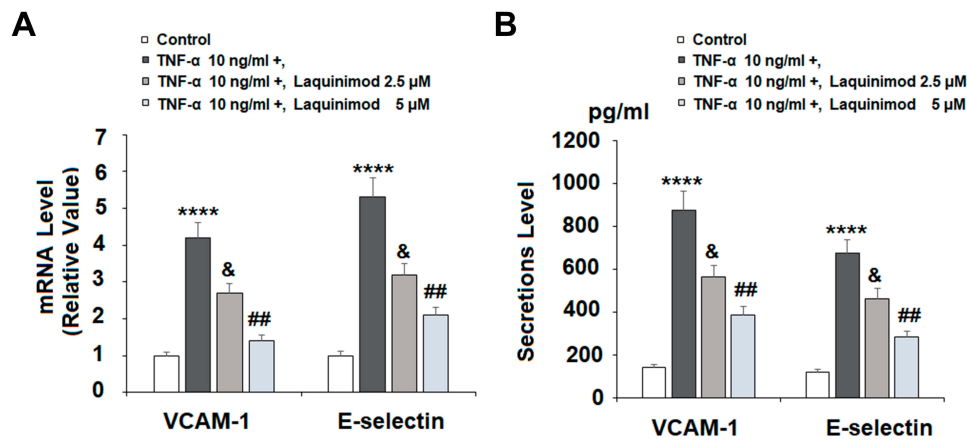 A
Control
TNF-α 10 ng/ml +,
TNF-α 10 ng/ml +, Laquinimod 2.5 μM
TNF-α 10 ng/ml +, Laquinimod 5 μM
mRNA Level
(Relative Value)
7
6
5
4
3
2
1
0
****
&
##
****
&
##
VCAM-1
E-selectin
B
Control
TNF-α 10 ng/ml +,
TNF-α 10 ng/ml +, Laquinimod 2.5 μM
TNF-α 10 ng/ml +, Laquinimod 5 μM
pg/ml
Secretions Level
1200
1000
800
600
400
200
0
****
&
##
****
&
##
VCAM-1
E-selectin